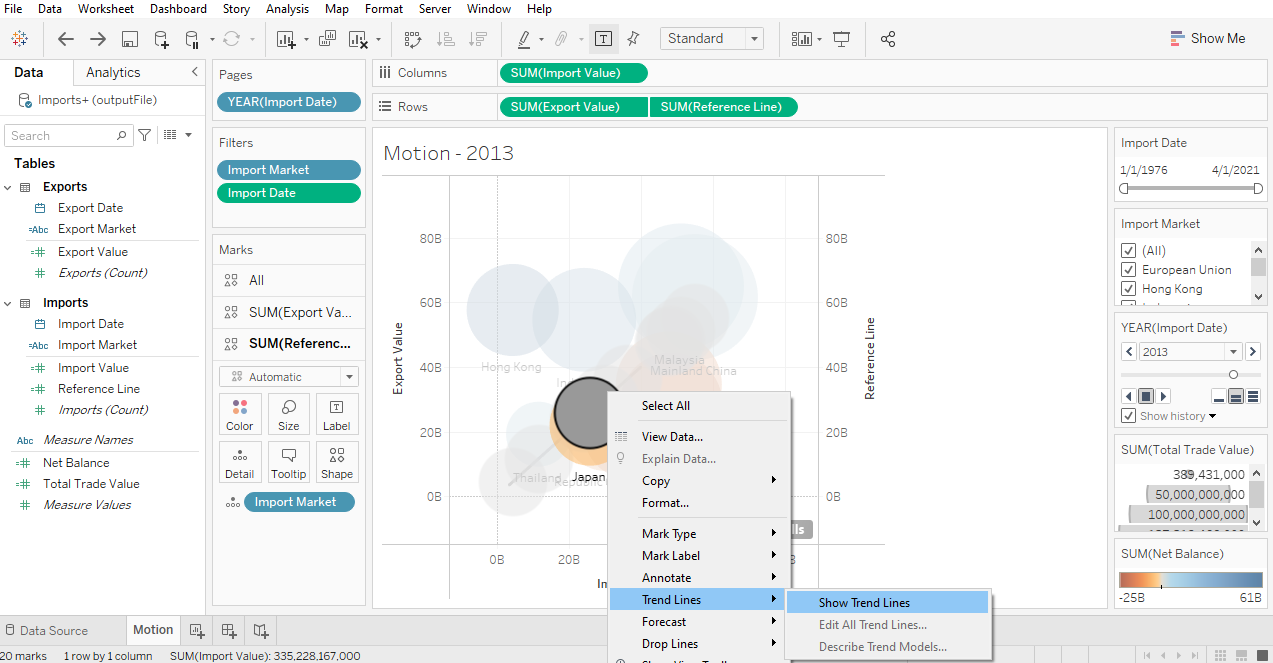 File Data Worksheet Dashboard Story Analysis Map Format Server Window Help
Standard
Show Me
Data Analytics
Imports+ (outputFile)
Search
Tables
Exports
Export Date
Abc Export Market
Export Value
Exports (Count)
Imports
Import Date
Abc Import Market
Import Value
Reference Line
Imports (Count)
Abc Measure Names
Net Balance
Total Trade Value
Measure Values
Pages
YEAR(Import Date)
Filters
Import Market
Import Date
Marks
All
SUM(Export Va...
SUM(Referenc...
Automatic
Color Size Label
Detail Tooltip Shape
Import Market
Columns SUM(Import Value)
Rows SUM(Export Value) SUM(Reference Line)
Motion - 2013
Export Value
80B
60B
40B
20B
0B
Hong Kong
Malaysia
Mainland China
Thailand
Japan
0B 20B
80B
60B
40B
20B
0B
Reference Line
Select All
View Data...
Explain Data...
Copy
Format...
Mark Type
Mark Label
Annotate
Trend Lines
Forecast
Drop Lines
Show Trend Lines
Edit All Trend Lines...
Describe Trend Models...
Import Date
1/1/1976 4/1/2021
Import Market
(All)
European Union
Hong Kong
YEAR(Import Date)
2013
Show history
SUM(Total Trade Value)
389,431,000
50,000,000,000
100,000,000,000
SUM(Net Balance)
-25B 61B
Data Source Motion
20 marks 1 row by 1 column SUM(Import Value): 335,228,167,000